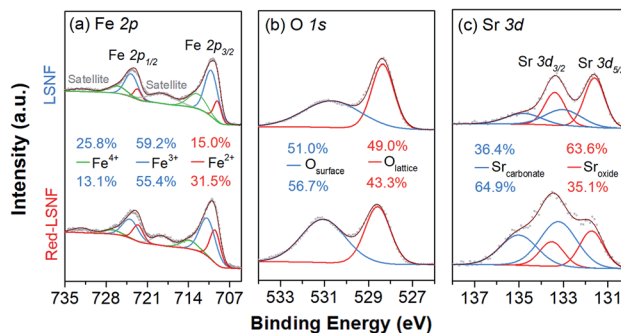 (a) Fe 2p
(b) O 1s
(c) Sr 3d
Intensity (a.u.)
LSNF
Red-LSNF
Fe 2p1/2
Fe 2p3/2
Satellite
Satellite
25.8% 59.2% 15.0%
Fe4+ Fe3+ Fe2+
13.1% 55.4% 31.5%
51.0% 49.0%
Osurface Olattice
56.7% 43.3%
Sr 3d3/2
Sr 3d5/2
36.4% 63.6%
Srcarbonate Sroxide
64.9% 35.1%
735 728 721 714 707
533 531 529 527
137 135 133 131
Binding Energy (eV)